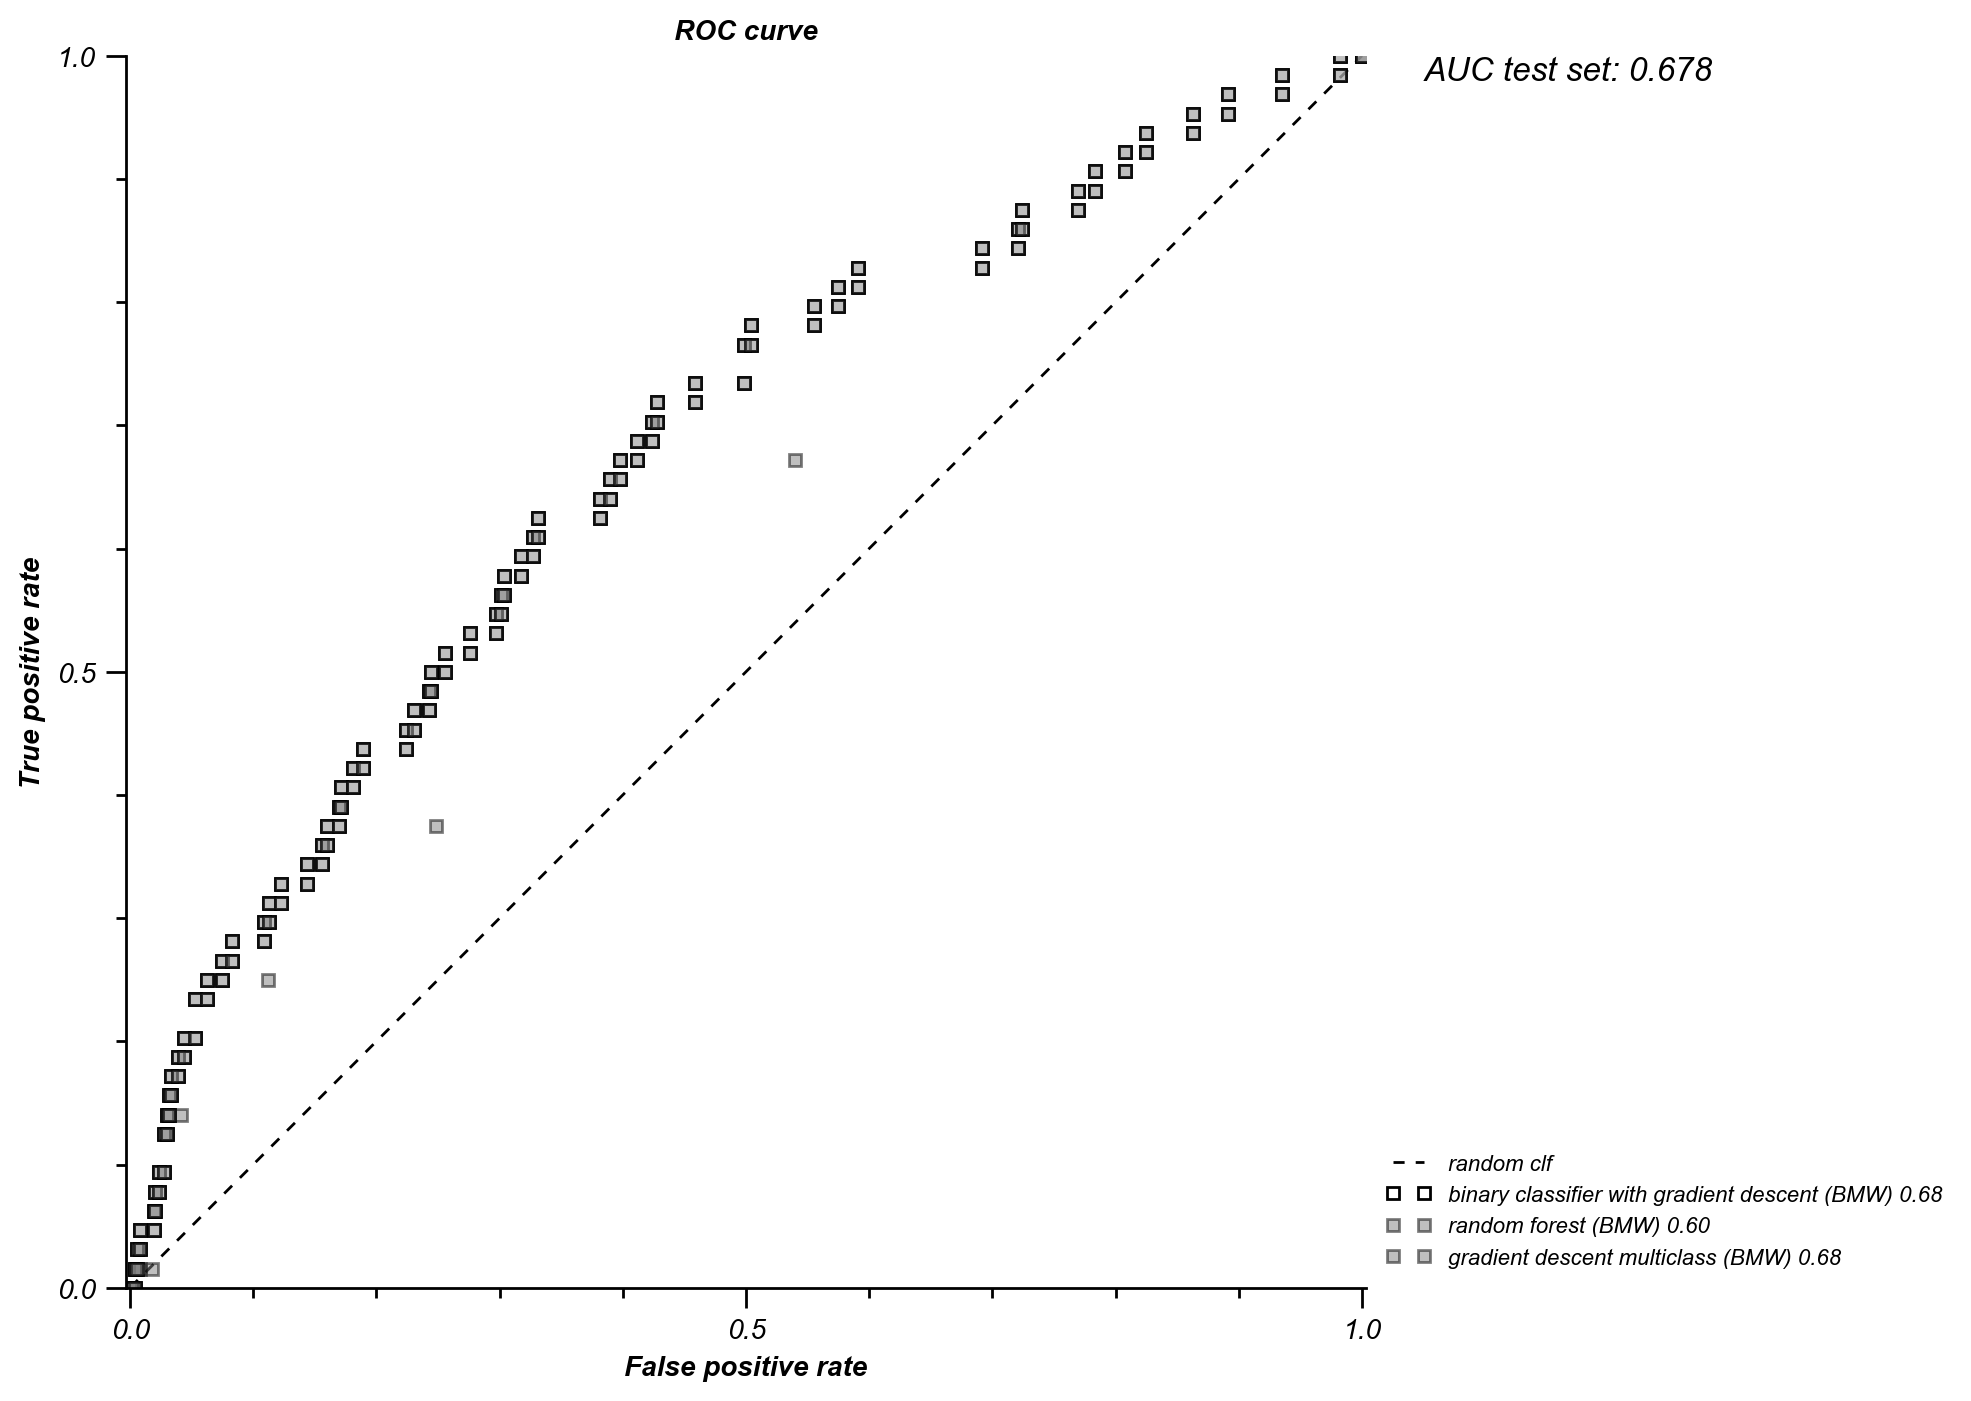 ROC curve
1.0
AUC test set: 0.678
True positive rate
0.5
random clf
binary classifier with gradient descent (BMW) 0.68
random forest (BMW) 0.60
gradient descent multiclass (BMW) 0.68
0.0
0.0 0.5 1.0
False positive rate